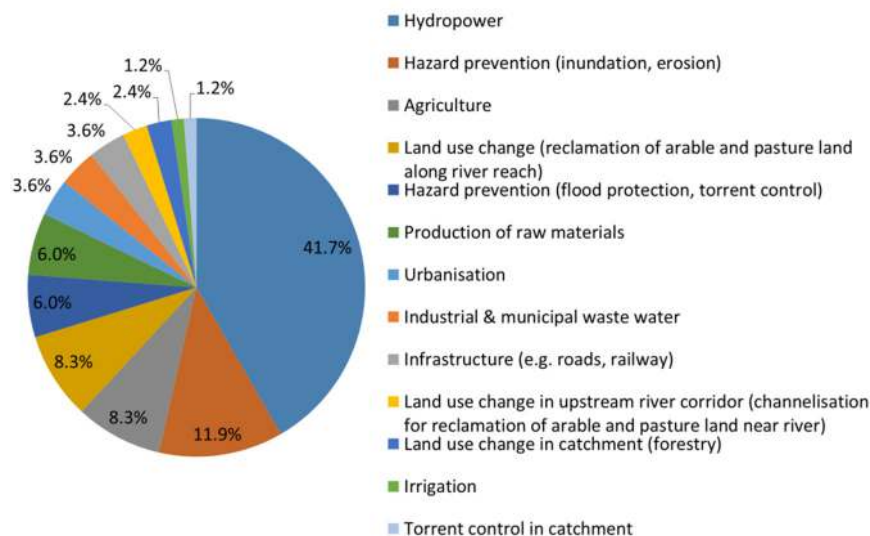 Hydropower
Hazard prevention (inundation, erosion)
Agriculture
Land use change (reclamation of arable and pasture land
along river reach)
Hazard prevention (flood protection, torrent control)
Production of raw materials
Urbanisation
Industrial & municipal waste water
Infrastructure (e.g. roads, railway)
Land use change in upstream river corridor (channelisation
for reclamation of arable and pasture land near river)
Land use change in catchment (forestry)
Irrigation
Torrent control in catchment
41.7%
11.9%
8.3%
8.3%
6.0%
6.0%
3.6%
3.6%
3.6%
2.4%
2.4%
1.2%
1.2%